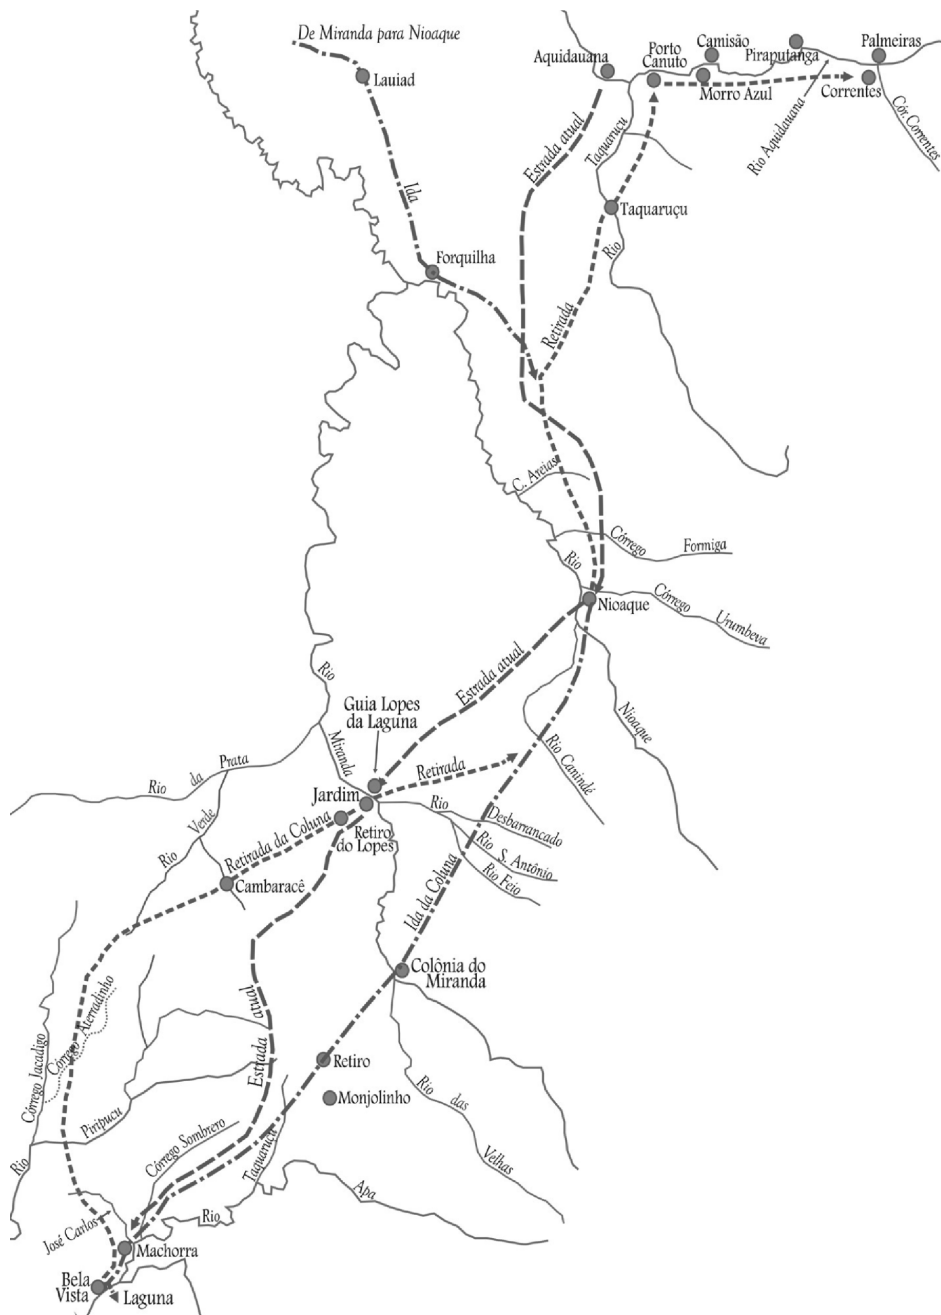 De Miranda para Nioaque
Lauiad
Ida
Forquilha
Aquidauana
Porto
Canuto
Camisão
Morro Azul
Piraputanga
Palmeiras
Correntes
Rio Aquidauana
Cór. Correntes
Estrada atual
Taquaruçu
Taquaruçu
Rio
Retirada
C. Areias
Córrego
Formiga
Rio
Nioaque
Córrego
Urumbeva
Nioaque
Estrada atual
Rio
Guia Lopes
da Laguna
Miranda
Rio Canindé
Rio
da
Prata
Retirada
Jardim
Retiro
do Lopes
Rio
Desbarrancado
Rio
S. Antônio
Rio Feio
Verde
Rio
Retirada da Coluna
Cambaracê
Ida da Coluna
Colônia do
Miranda
atual
Estrada
Córrego Jacadigo
Córrego
Aterradinho
Retiro
Monjolinho
Piripucu
Rio
das
Velhas
Córrego Sombrero
Taquaruçu
Rio
Apa
Rio
José Carlos
Machorra
Bela
Vista
Laguna